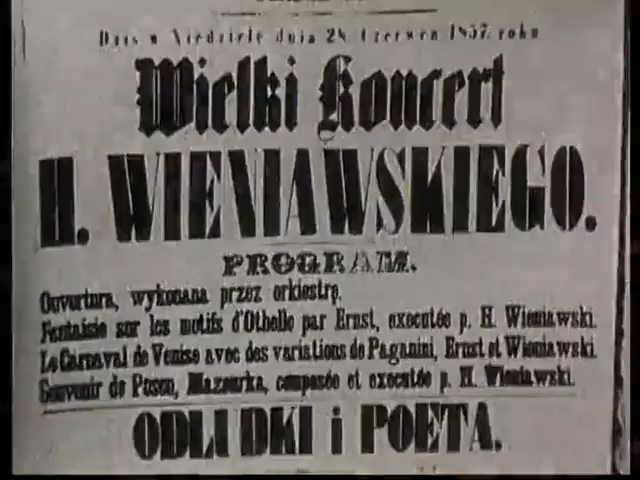 Dziś w Niedzielę dnia 28 Czerwca 1857 roku
Wielki Koncert
H. WIENIAWSKIEGO.
PROGRAM.
Ouvertura, wykonana przez orkiestrę.
Fantaisie sur les motifs d'Othello par Ernst, executée p. H. Wieniawski.
Le Carnaval de Venise avec des variations de Paganini, Ernst et Wieniawski.
Souvenir de Posen, Mazourka, composée et executée p. H. Wieniawski.
ODLUDKI i POETA.